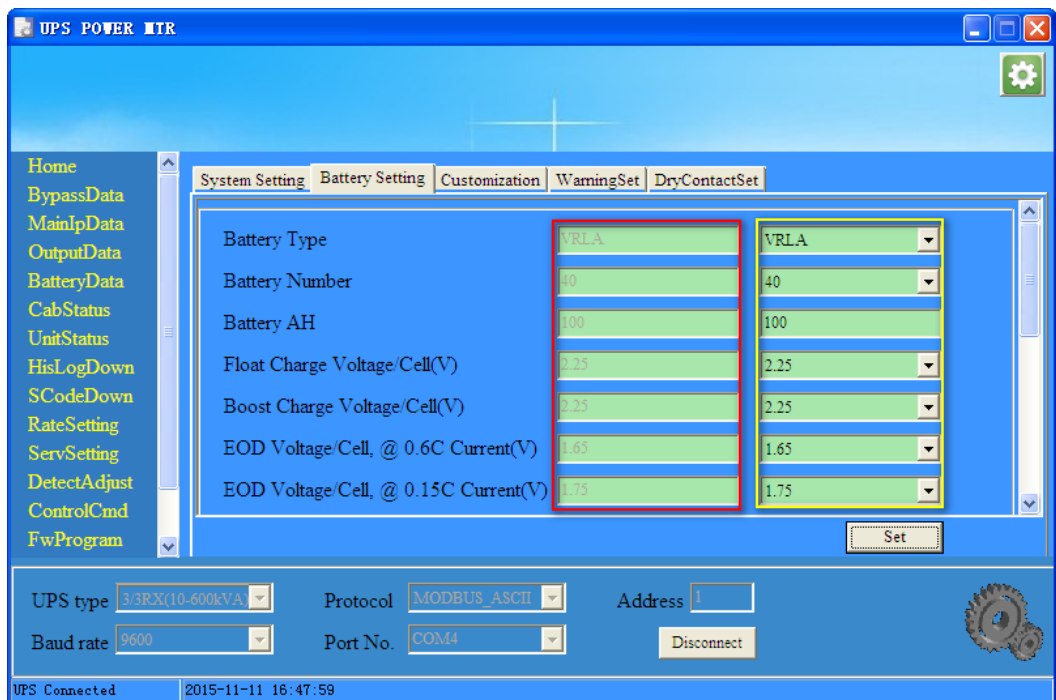 UPS POWER MTR
Home
BypassData
MainIpData
OutputData
BatteryData
CabStatus
UnitStatus
HisLogDown
SCodeDown
RateSetting
ServSetting
DetectAdjust
ControlCmd
FwProgram
System Setting Battery Setting Customization WarningSet DryContactSet
Battery Type VRLA VRLA
Battery Number 40 40
Battery AH 100 100
Float Charge Voltage/Cell(V) 2.25 2.25
Boost Charge Voltage/Cell(V) 2.25 2.25
EOD Voltage/Cell, @ 0.6C Current(V) 1.65 1.65
EOD Voltage/Cell, @ 0.15C Current(V) 1.75 1.75
Set
UPS type 3/3RX(10-600kVA) Protocol MODBUS_ASCII Address 1
Baud rate 9600 Port No. COM4 Disconnect
UPS Connected 2015-11-11 16:47:59